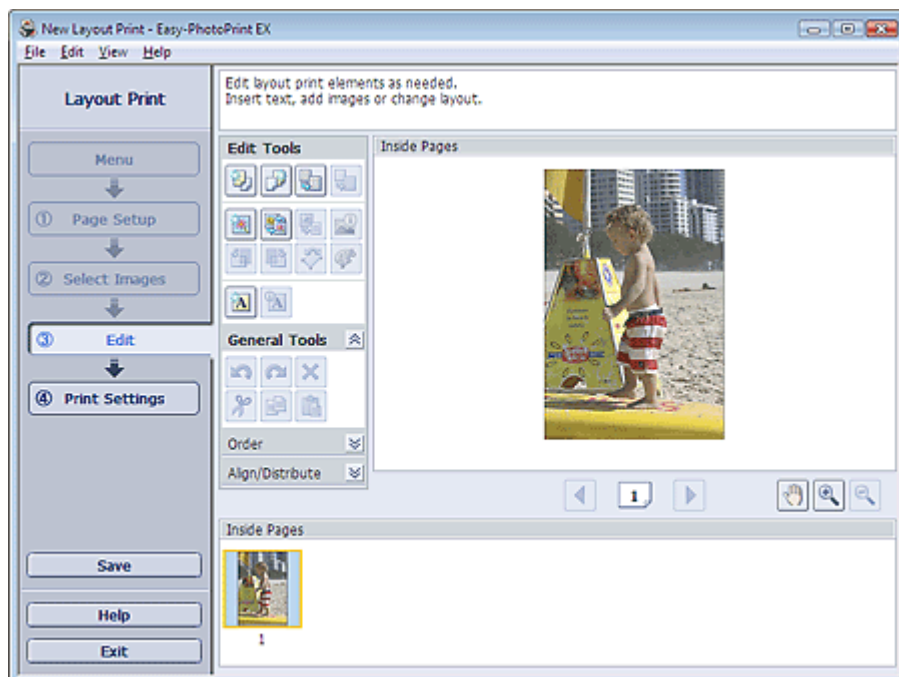 New Layout Print - Easy-PhotoPrint EX
File Edit View Help
Layout Print
Edit layout print elements as needed.
Insert text, add images or change layout.
Menu
① Page Setup
② Select Images
③ Edit
④ Print Settings
Save
Help
Exit
Edit Tools
A A
General Tools
Order
Align/Distribute
Inside Pages
1
Inside Pages
1